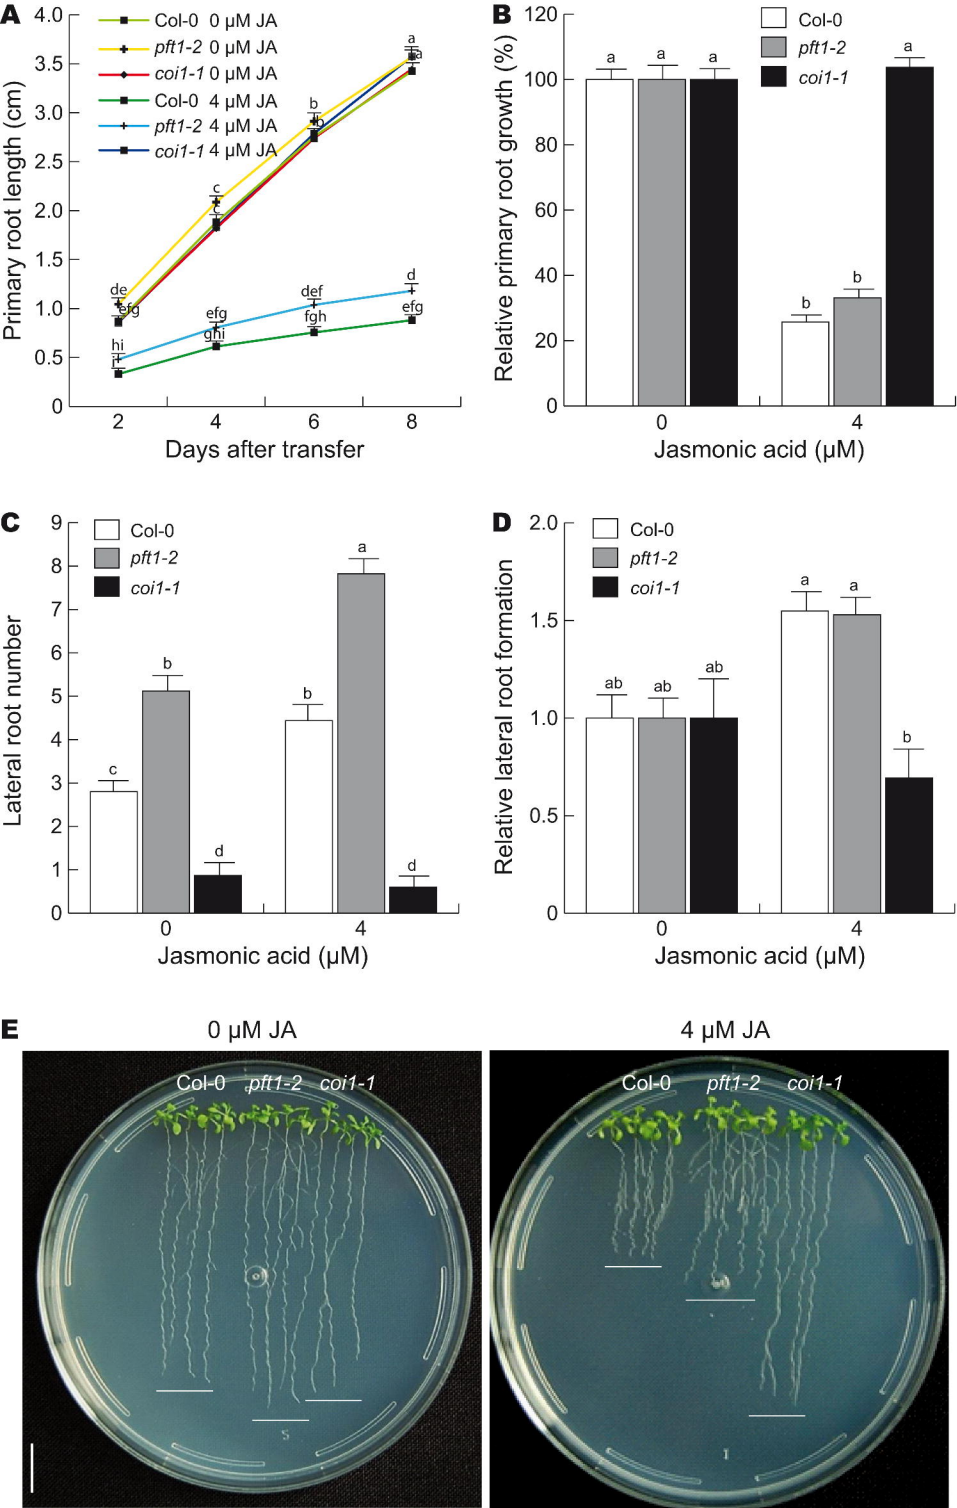 A
4.0
3.5
3.0
2.5
2.0
1.5
1.0
0.5
0
Primary root length (cm)
Col-0 0 µM JA
pft1-2 0 µM JA
coi1-1 0 µM JA
Col-0 4 µM JA
pft1-2 4 µM JA
coi1-1 4 µM JA
a
a
b
b
c
c
de
efg
d
def
efg
hi
efg
fgh
ghi
i
2 4 6 8
Days after transfer
B
120
100
80
60
40
20
0
Relative primary root growth (%)
Col-0
pft1-2
coi1-1
a a a
b b a
0 4
Jasmonic acid (µM)
C
9
8
7
6
5
4
3
2
1
0
Lateral root number
Col-0
pft1-2
coi1-1
c b d
b a d
0 4
Jasmonic acid (µM)
D
2.0
1.5
1.0
0.5
0
Relative lateral root formation
Col-0
pft1-2
coi1-1
ab ab ab
a a b
0 4
Jasmonic acid (µM)
E
0 µM JA
4 µM JA
Col-0 pft1-2 coi1-1
Col-0 pft1-2 coi1-1